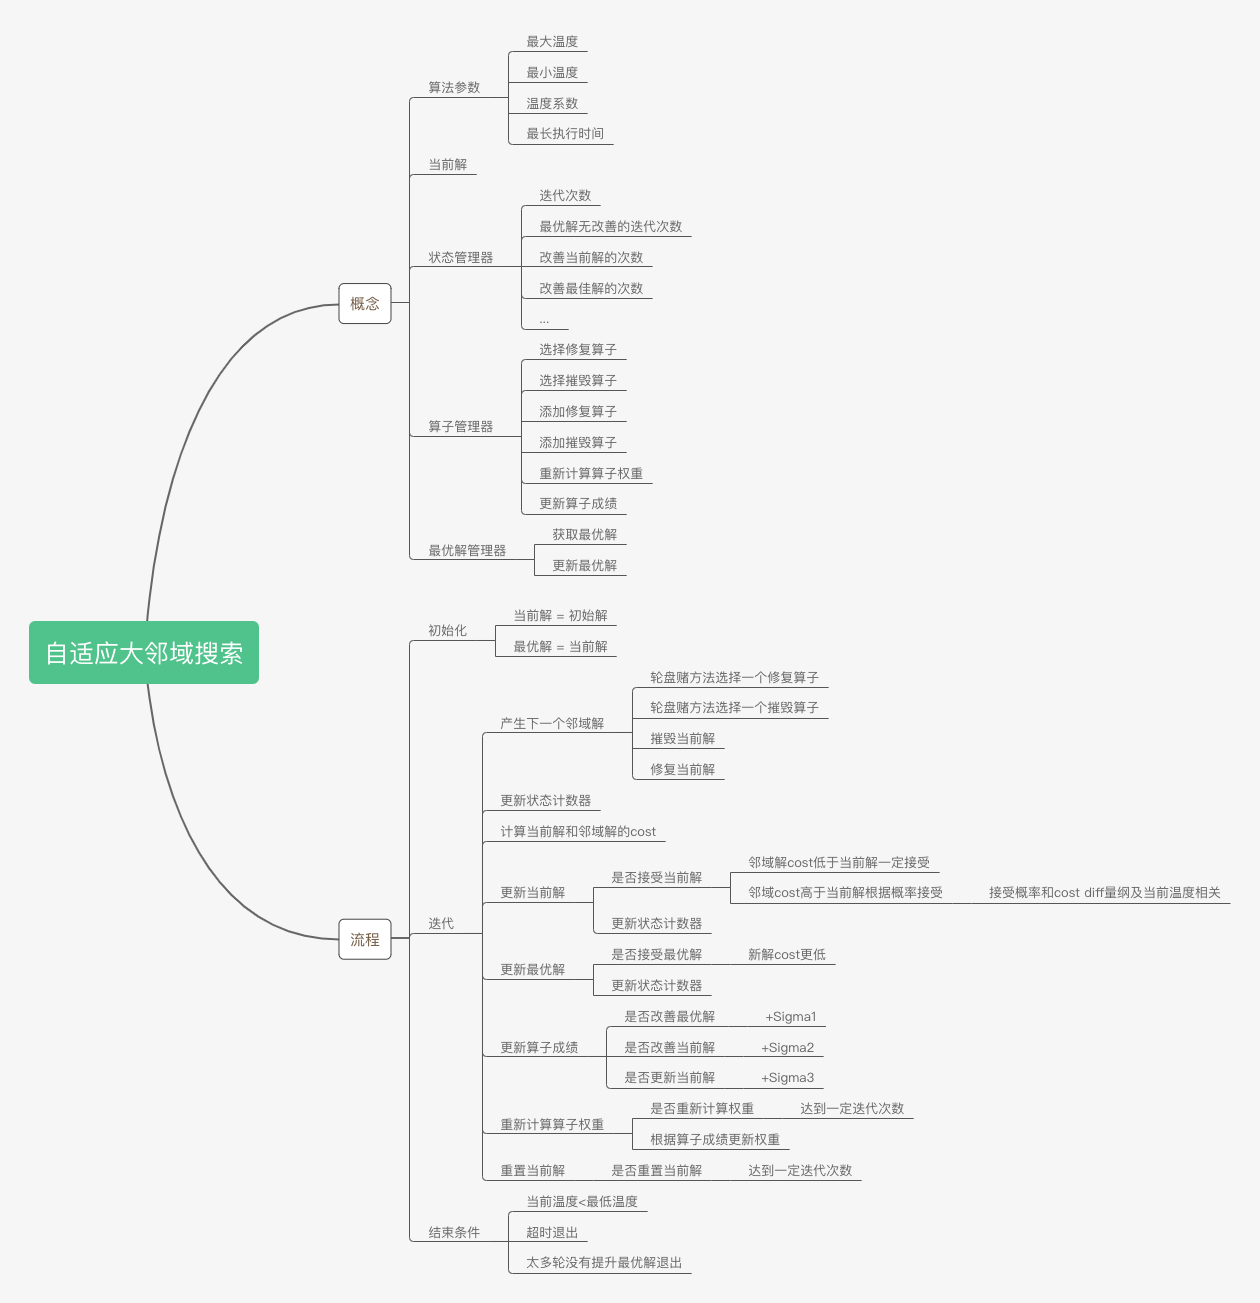 自适应大邻域搜索
概念
算法参数
最大温度
最小温度
温度系数
最长执行时间
当前解
状态管理器
迭代次数
最优解无改善的迭代次数
改善当前解的次数
改善最佳解的次数
...
算子管理器
选择修复算子
选择摧毁算子
添加修复算子
添加摧毁算子
重新计算算子权重
更新算子成绩
最优解管理器
获取最优解
更新最优解
流程
初始化
当前解 = 初始解
最优解 = 当前解
迭代
产生下一个邻域解
轮盘赌方法选择一个修复算子
轮盘赌方法选择一个摧毁算子
摧毁当前解
修复当前解
更新状态计数器
计算当前解和邻域解的cost
更新当前解
是否接受当前解
邻域解cost低于当前解一定接受
邻域cost高于当前解根据概率接受
接受概率和cost diff量纲及当前温度相关
更新状态计数器
更新最优解
是否接受最优解
新解cost更低
更新状态计数器
更新算子成绩
是否改善最优解
+Sigma1
是否改善当前解
+Sigma2
是否更新当前解
+Sigma3
重新计算算子权重
是否重新计算权重
达到一定迭代次数
根据算子成绩更新权重
重置当前解
是否重置当前解
达到一定迭代次数
结束条件
当前温度<最低温度
超时退出
太多轮没有提升最优解退出